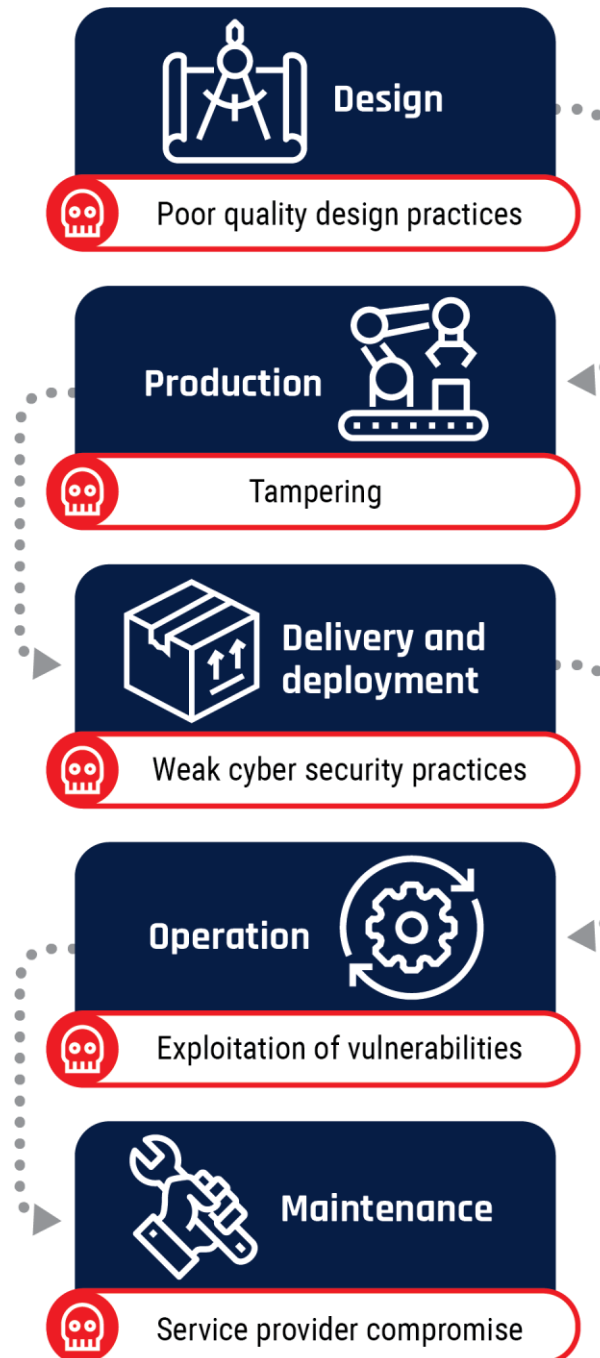 Design
Poor quality design practices
Production
Tampering
Delivery and
deployment
Weak cyber security practices
Operation
Exploitation of vulnerabilities
Maintenance
Service provider compromise